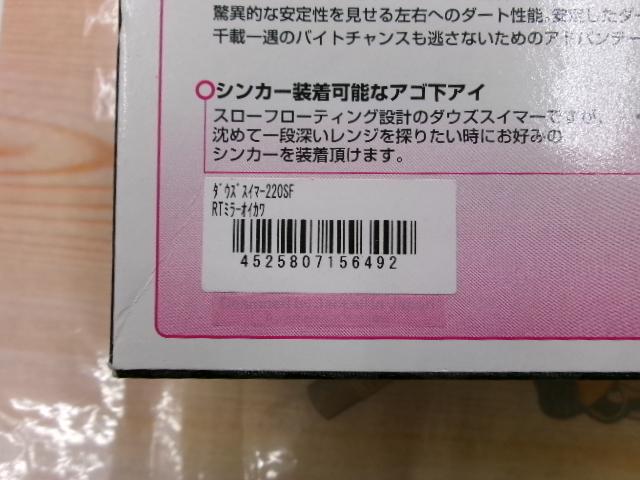 驚異的な安定性を見せる左右へのダート性能。安定したダ
千載一遇のバイトチャンスも逃さないためのアドバンテー
シンカー装着可能なアゴ下アイ
スローフローティング設計のダウズスイマーですが、
沈めて一段深いレンジを探りたい時にお好みの
シンカーを装着頂けます。
ﾀﾞｳｽﾞｽｲﾏｰ220SF
RTﾐﾗｰｵｲｶﾜ
4525807156492